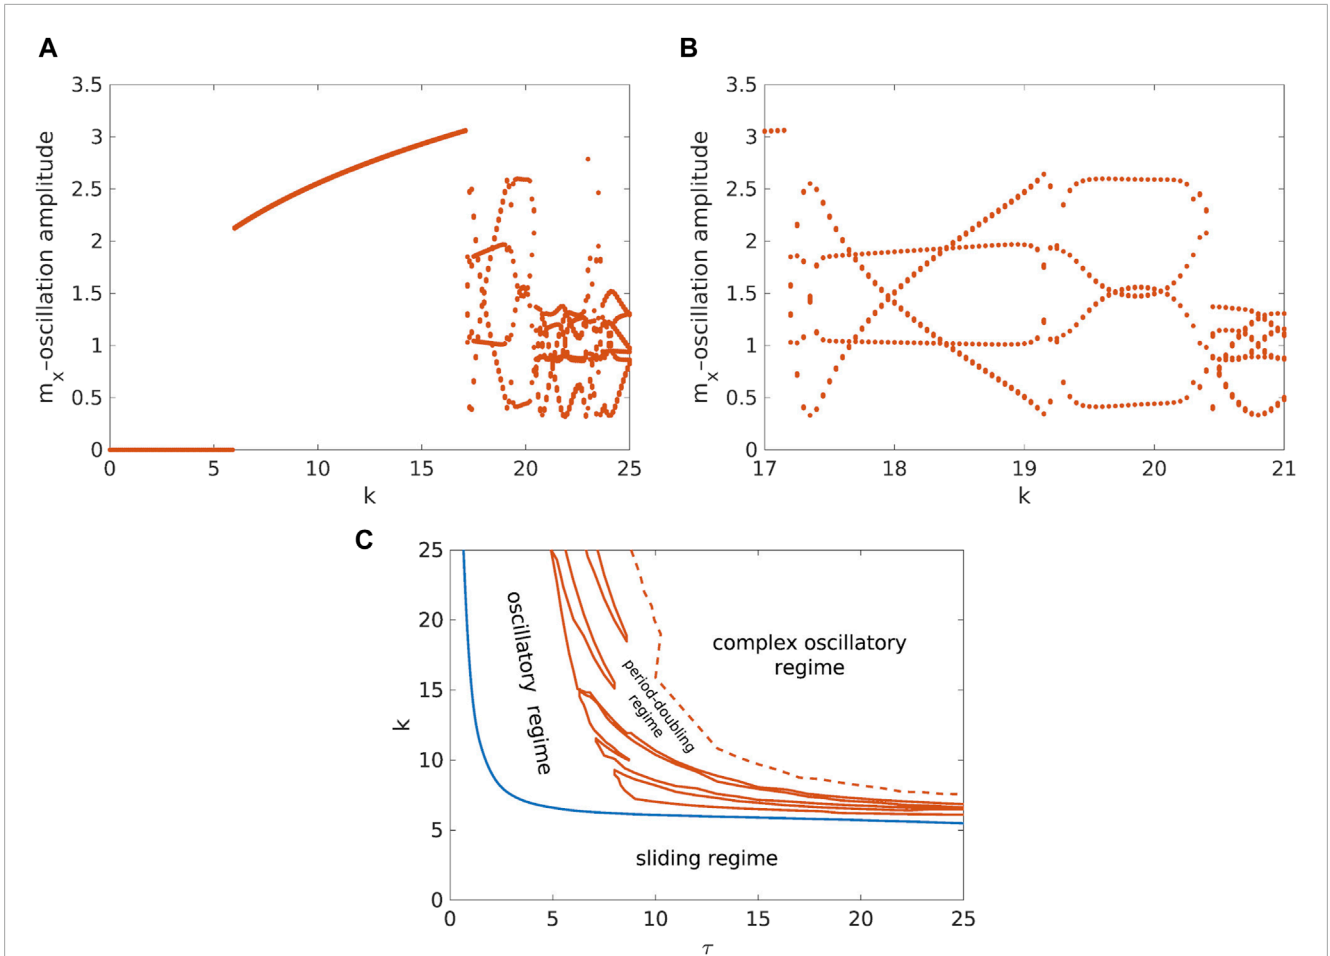 A
B
3.5
3
2.5
2
1.5
1
0.5
0
mx-oscillation amplitude
0
5
10
15
20
25
k
3.5
3
2.5
2
1.5
1
0.5
0
mx-oscillation amplitude
17
18
19
20
21
k
C
25
20
15
10
5
0
k
oscillatory regime
period-doubling
regime
complex oscillatory
regime
sliding regime
0
5
10
15
20
25
τ